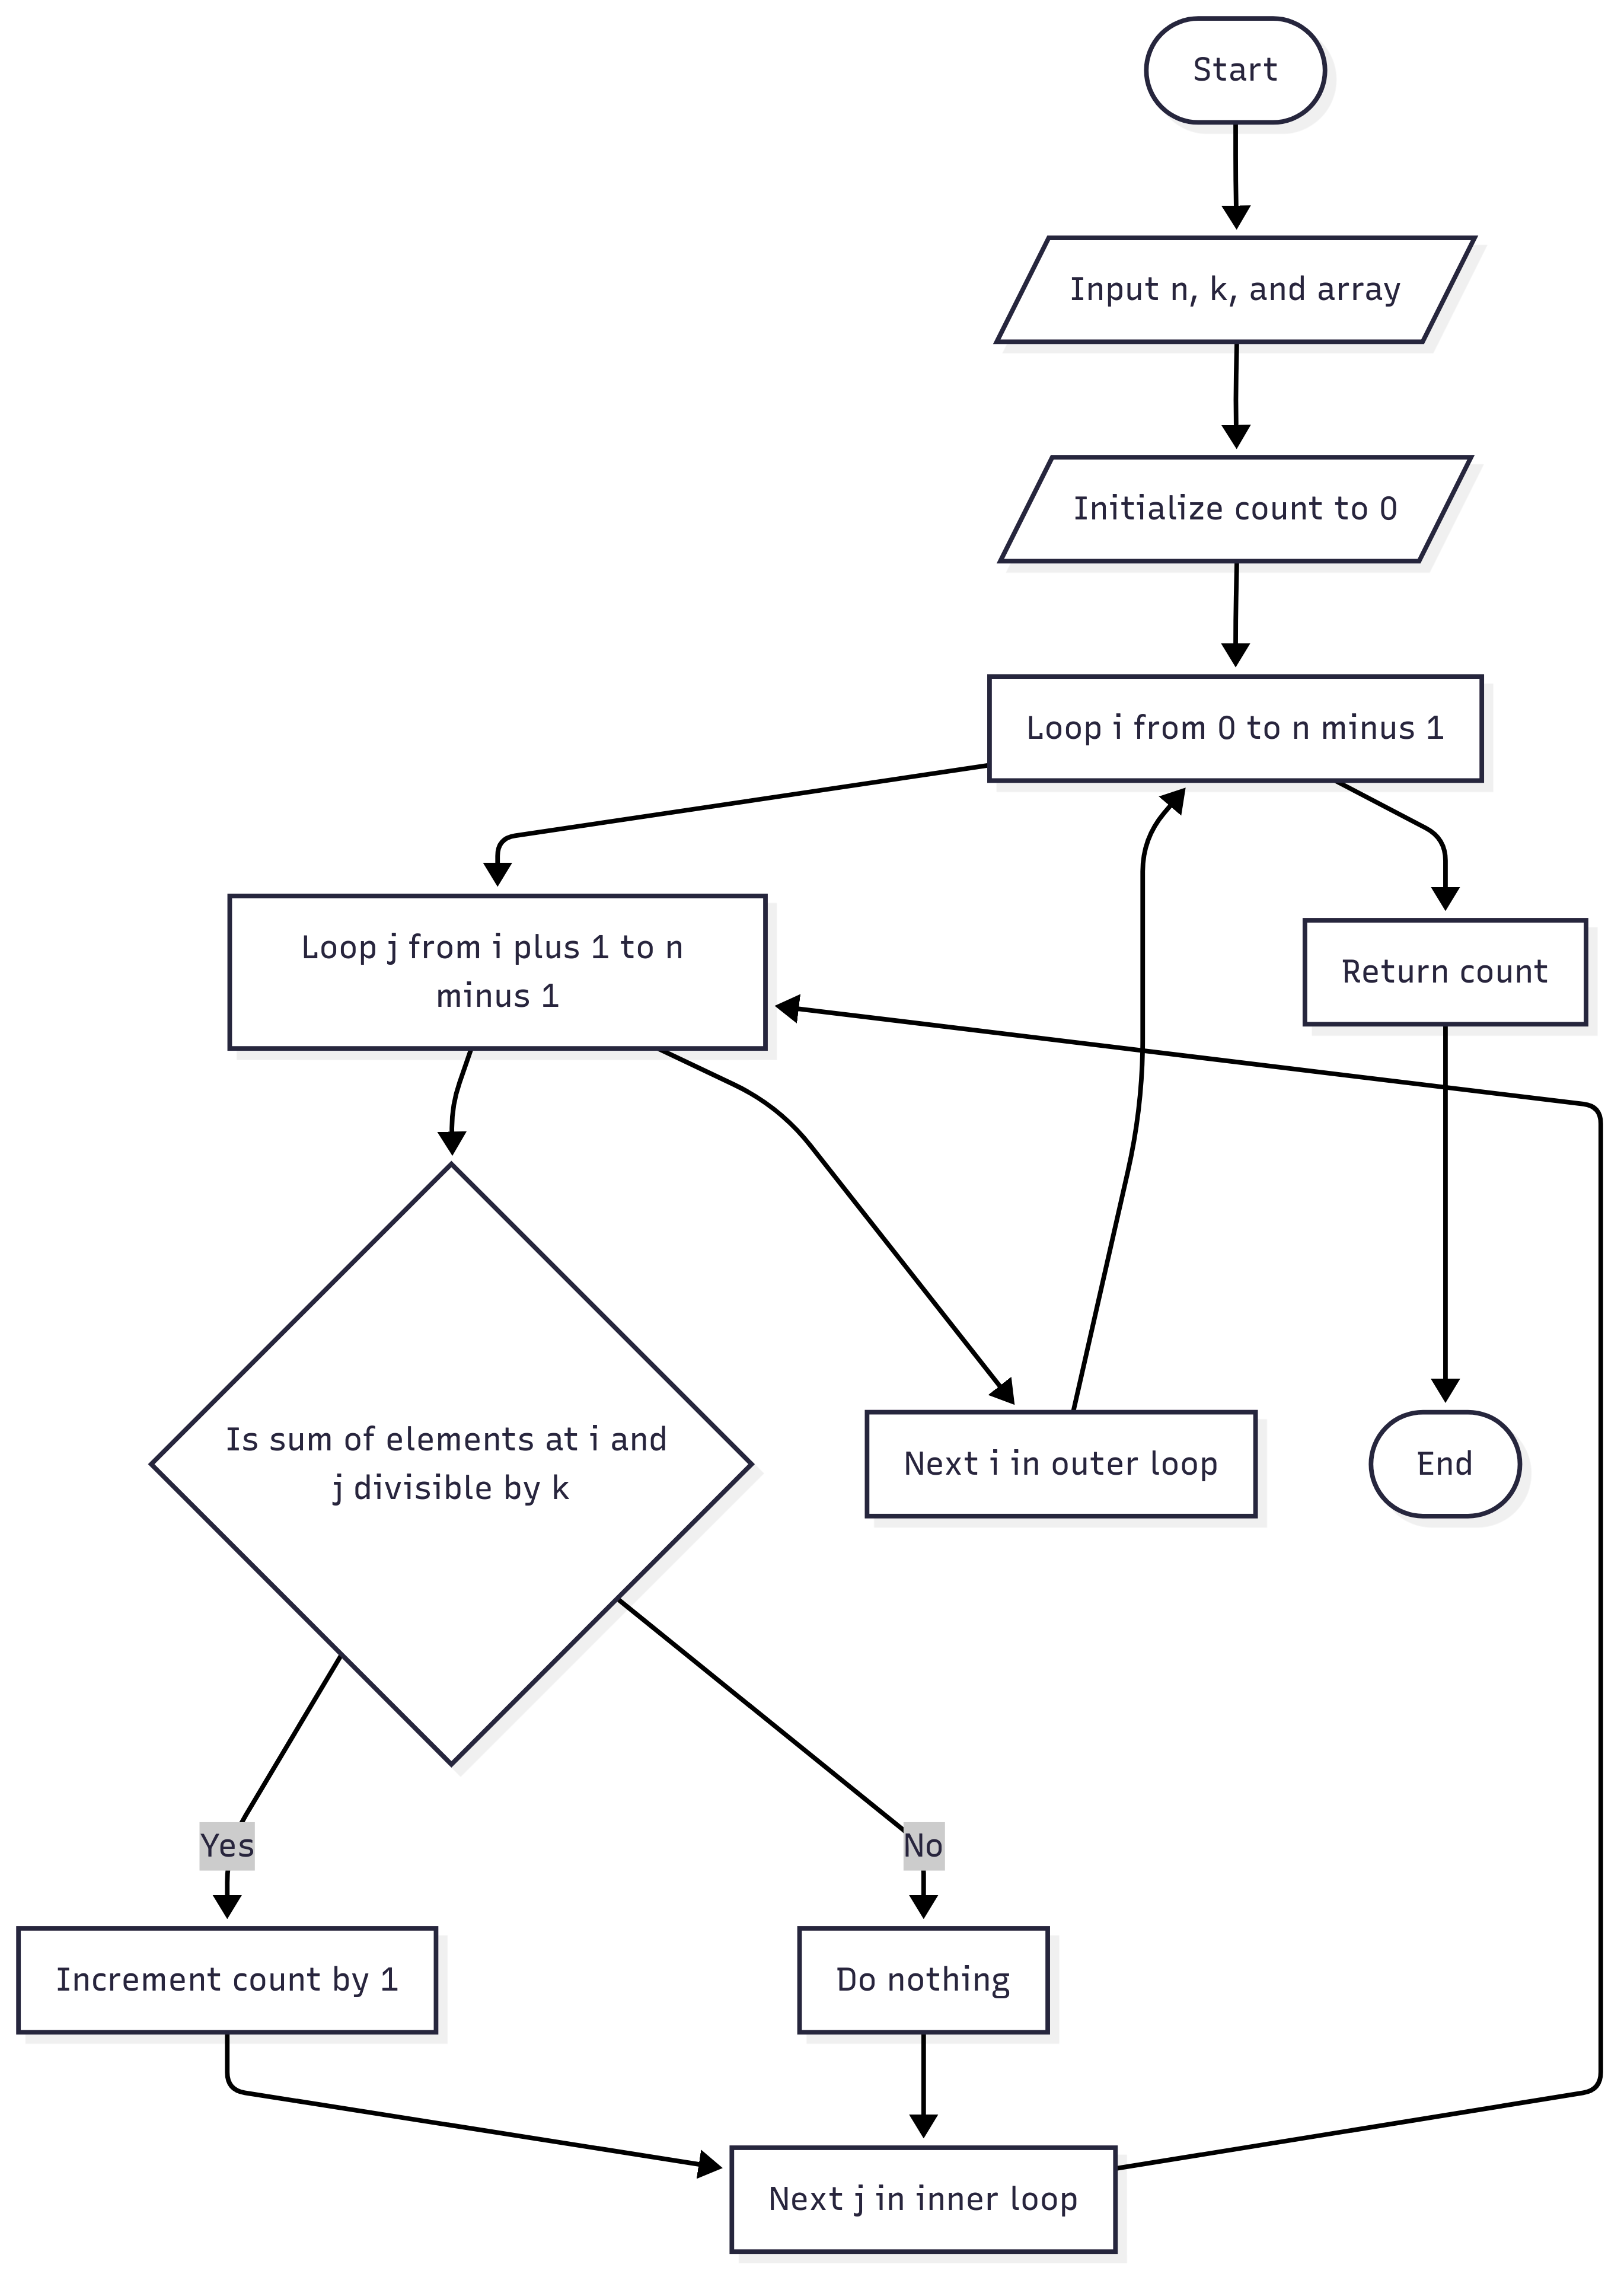 Start
Input n, k, and array
Initialize count to 0
Loop i from 0 to n minus 1
Loop j from i plus 1 to n
minus 1
Return count
Is sum of elements at i and
j divisible by k
Next i in outer loop
End
Yes
No
Increment count by 1
Do nothing
Next j in inner loop